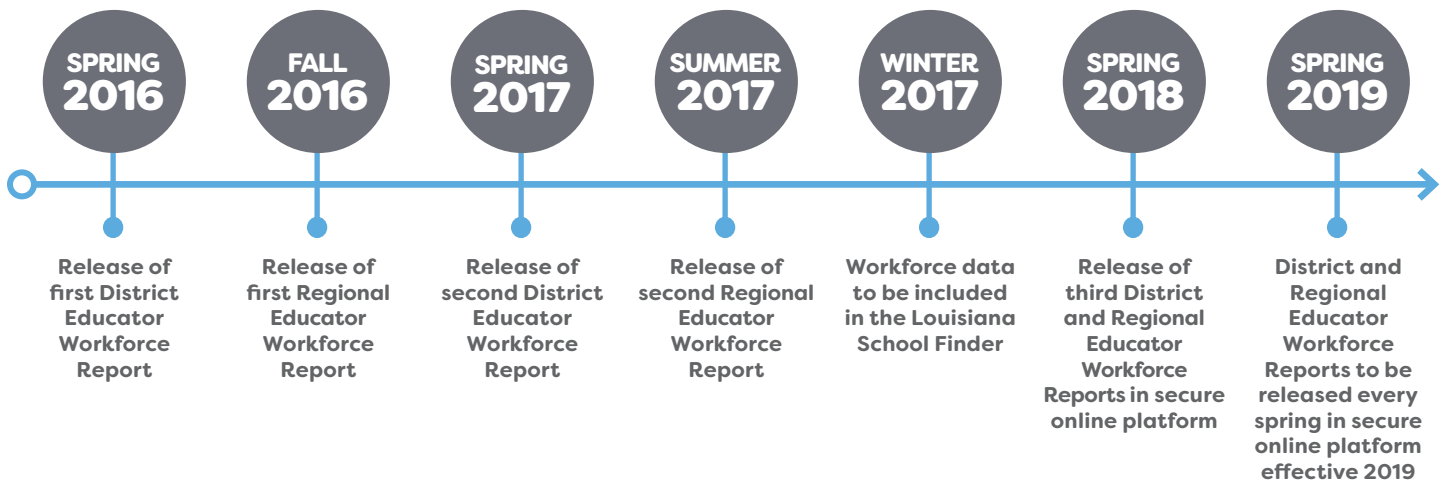 SPRING
2016
FALL
2016
SPRING
2017
SUMMER
2017
WINTER
2017
SPRING
2018
SPRING
2019
Release of
first District
Educator
Workforce
Report
Release of
first Regional
Educator
Workforce
Report
Release of
second District
Educator
Workforce
Report
Release of
second Regional
Educator
Workforce
Report
Workforce data
to be included
in the Louisiana
School Finder
Release of
third District
and Regional
Educator
Workforce
Reports in secure
online platform
District and
Regional
Educator
Workforce
Reports to be
released every
spring in secure
online platform
effective 2019